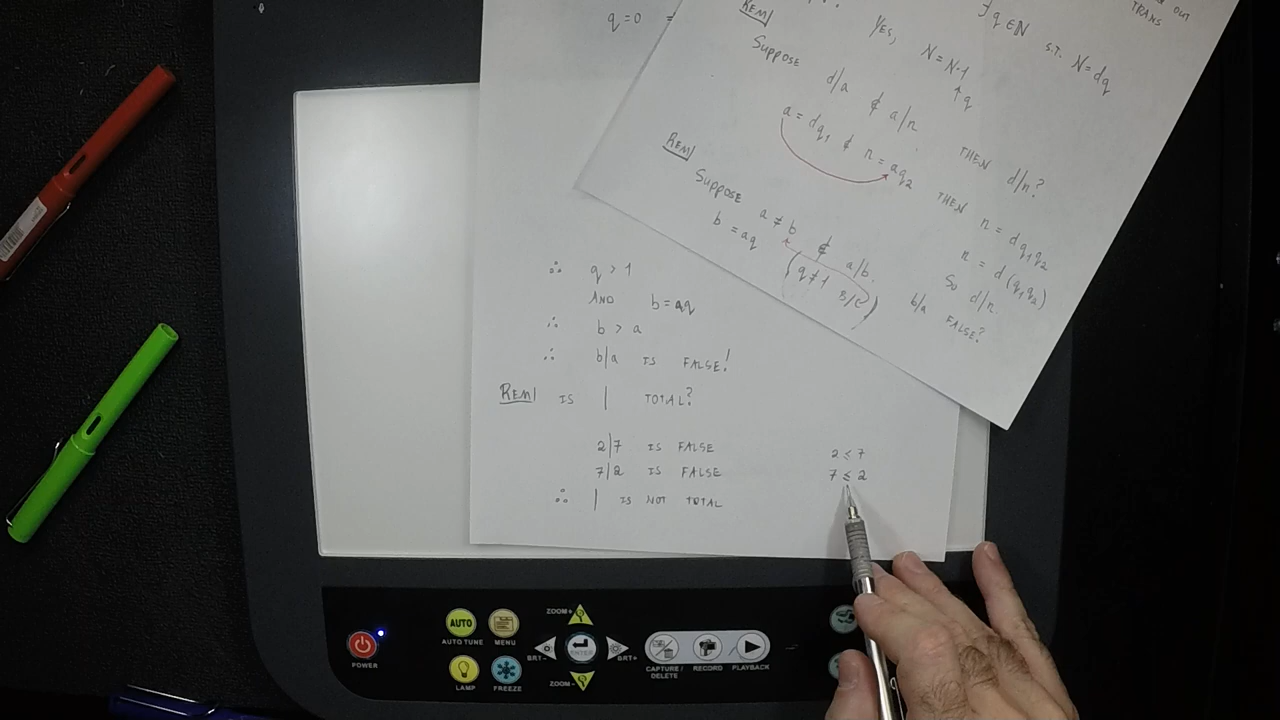 q=0 =
REM/
∃ q ∈ ℕ s.t. N = dq
OUT
TRANS
YES, N = N·1
↑q
Suppose d/a & a/n. THEN d/n?
a = dq₁ & n = aq₂ THEN n = dq₁q₂
n = d(q₁q₂)
So d/n.
REM/
Suppose a ≠ b & a/b. b/a FALSE?
b = aq (q≠1 B/C)
∴ q > 1
AND b = aq
∴ b > a
∴ b/a IS FALSE!
REM/ IS | TOTAL?
2|7 IS FALSE 2 ≤ 7
7|2 IS FALSE 7 ≤ 2
∴ | IS NOT TOTAL
ZOOM+
AUTO
AUTO TUNE MENU
BRT- ENTER BRT+
POWER
CAPTURE / DELETE RECORD PLAYBACK
LAMP FREEZE
ZOOM-